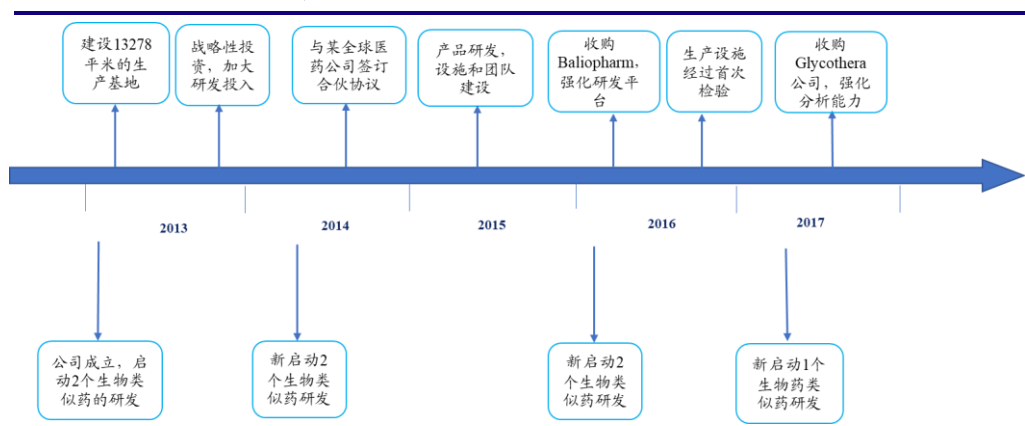 建设13278
平米的生
产基地
战略性投
资，加大
研发投入
与某全球医
药公司签订
合伙协议
产品研发，
设施和团队
建设
收购
Baliopharm，
强化研发平
台
生产设施
经过首次
检验
收购
Glycothera
公司，强化
分析能力
2013
2014
2015
2016
2017
公司成立，启
动2个生物类
似药的研发
新启动2
个生物类
似药研发
新启动2
个生物类
似药研发
新启动1个
生物药类
似药研发